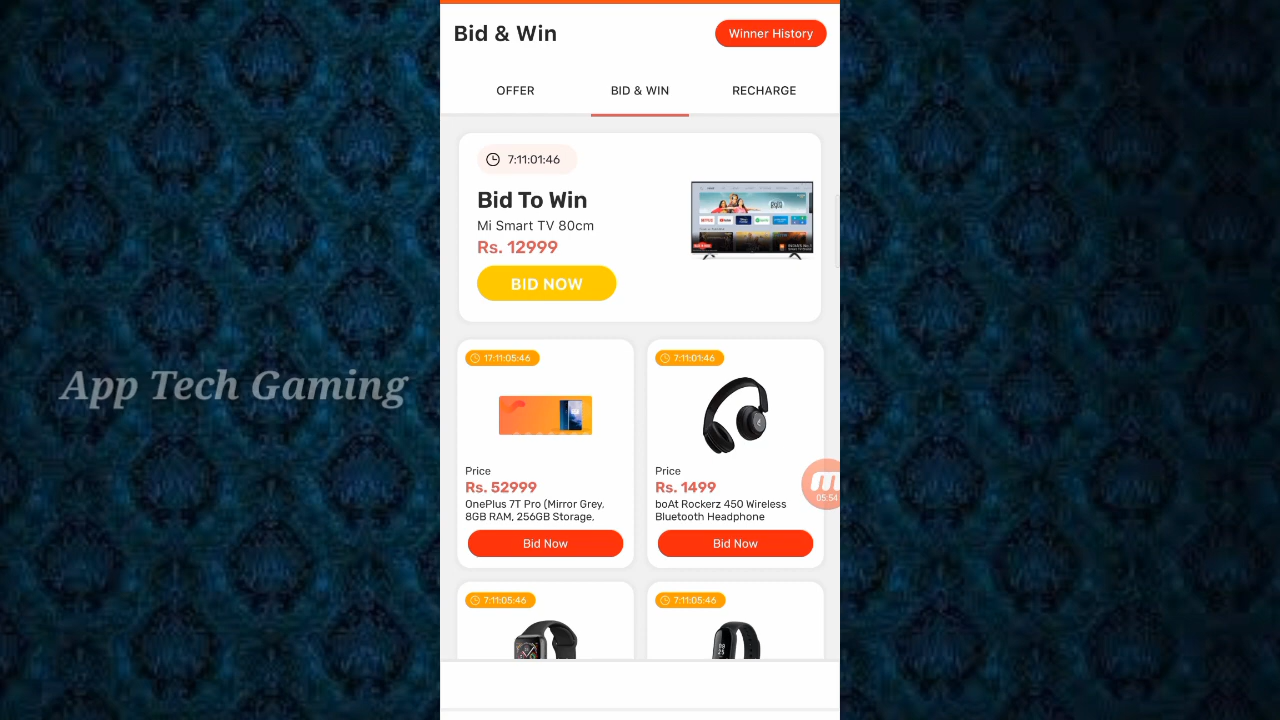 Bid & Win
Winner History
OFFER
BID & WIN
RECHARGE
7:11:01:46
Bid To Win
Mi Smart TV 80cm
Rs. 12999
BID NOW
17:11:05:46
Price
Rs. 52999
OnePlus 7T Pro (Mirror Grey,
8GB RAM, 256GB Storage,
Bid Now
7:11:01:46
Price
Rs. 1499
boAt Rockerz 450 Wireless
Bluetooth Headphone
Bid Now
7:11:05:46
7:11:05:46
05:54
App Tech Gaming